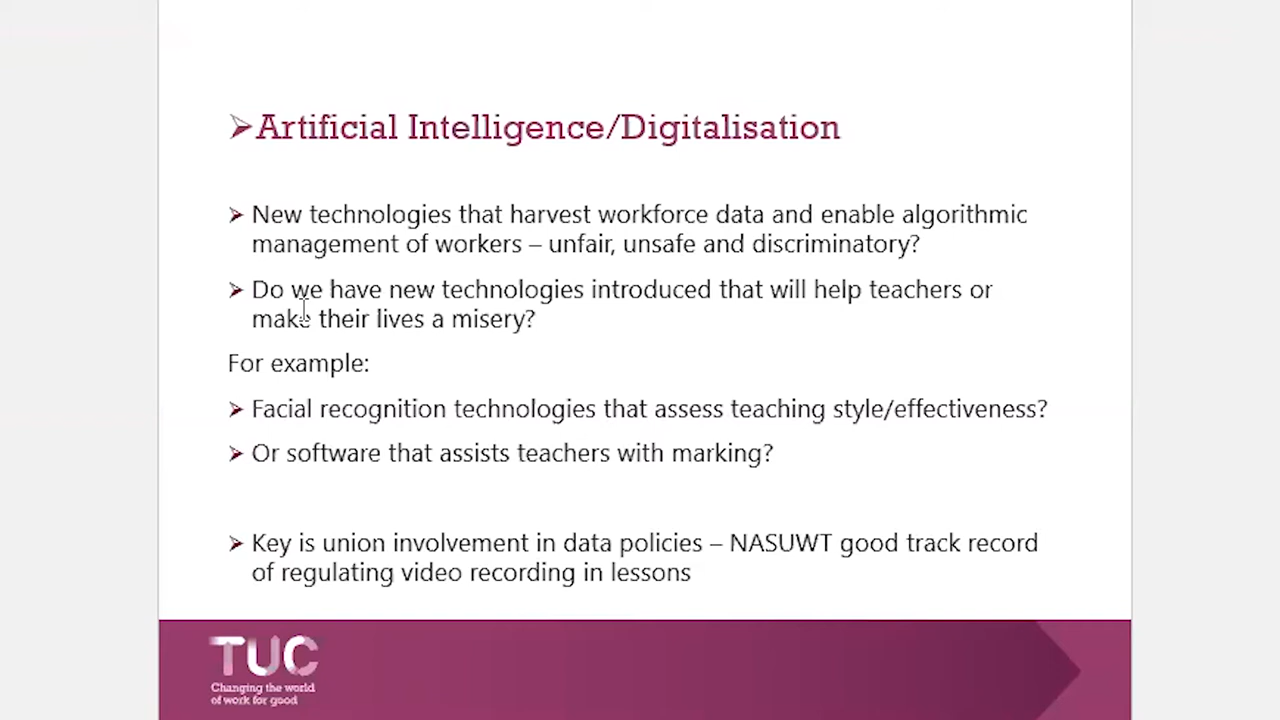 Artificial Intelligence/Digitalisation
New technologies that harvest workforce data and enable algorithmic
management of workers – unfair, unsafe and discriminatory?
Do we have new technologies introduced that will help teachers or
make their lives a misery?
For example:
Facial recognition technologies that assess teaching style/effectiveness?
Or software that assists teachers with marking?
Key is union involvement in data policies – NASUWT good track record
of regulating video recording in lessons
TUC
Changing the world
of work for good